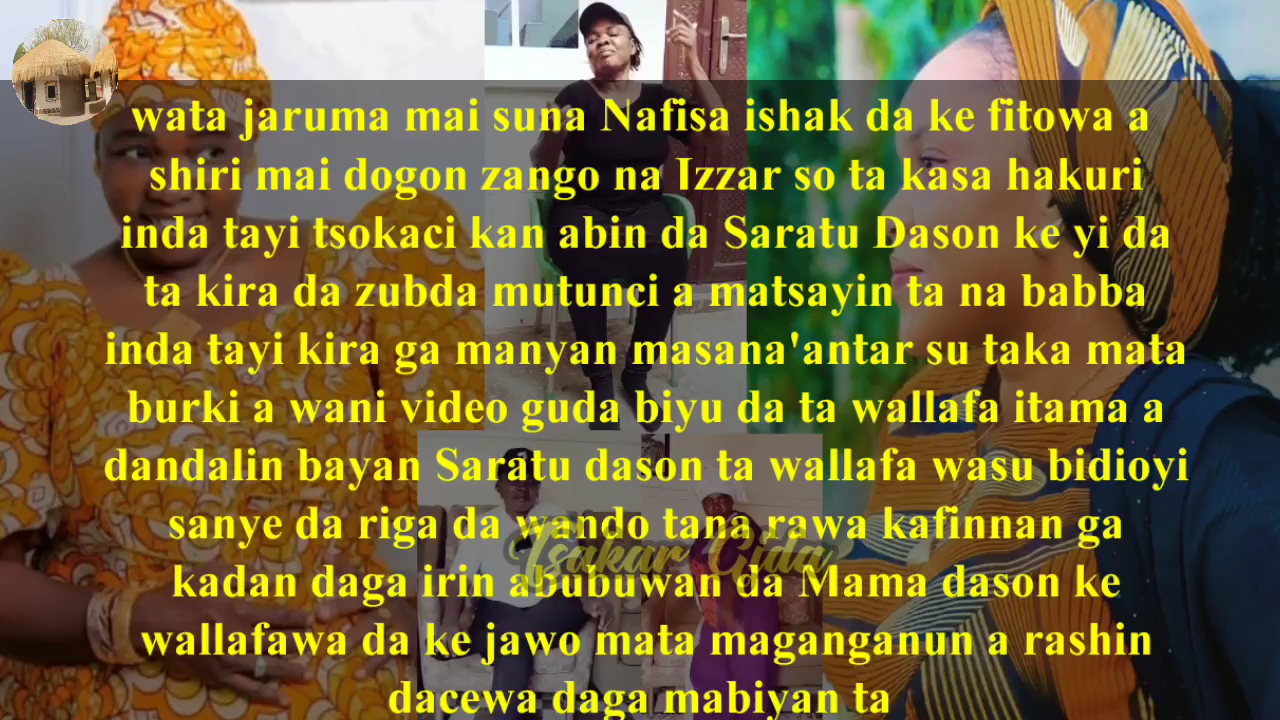 wata jaruma mai suna Nafisa ishak da ke fitowa a
shiri mai dogon zango na Izzar so ta kasa hakuri
inda tayi tsokaci kan abin da Saratu Dason ke yi da
ta kira da zubda mutunci a matsayin ta na babba
inda tayi kira ga manyan masana'antar su taka mata
burki a wani video guda biyu da ta wallafa itama a
dandalin bayan Saratu dason ta wallafa wasu bidioyi
sanye da riga da wando tana rawa kafinnan ga
Tsakar Gida
kadan daga irin abubuwan da Mama dason ke
wallafawa da ke jawo mata maganganun a rashin
dacewa daga mabiyan ta